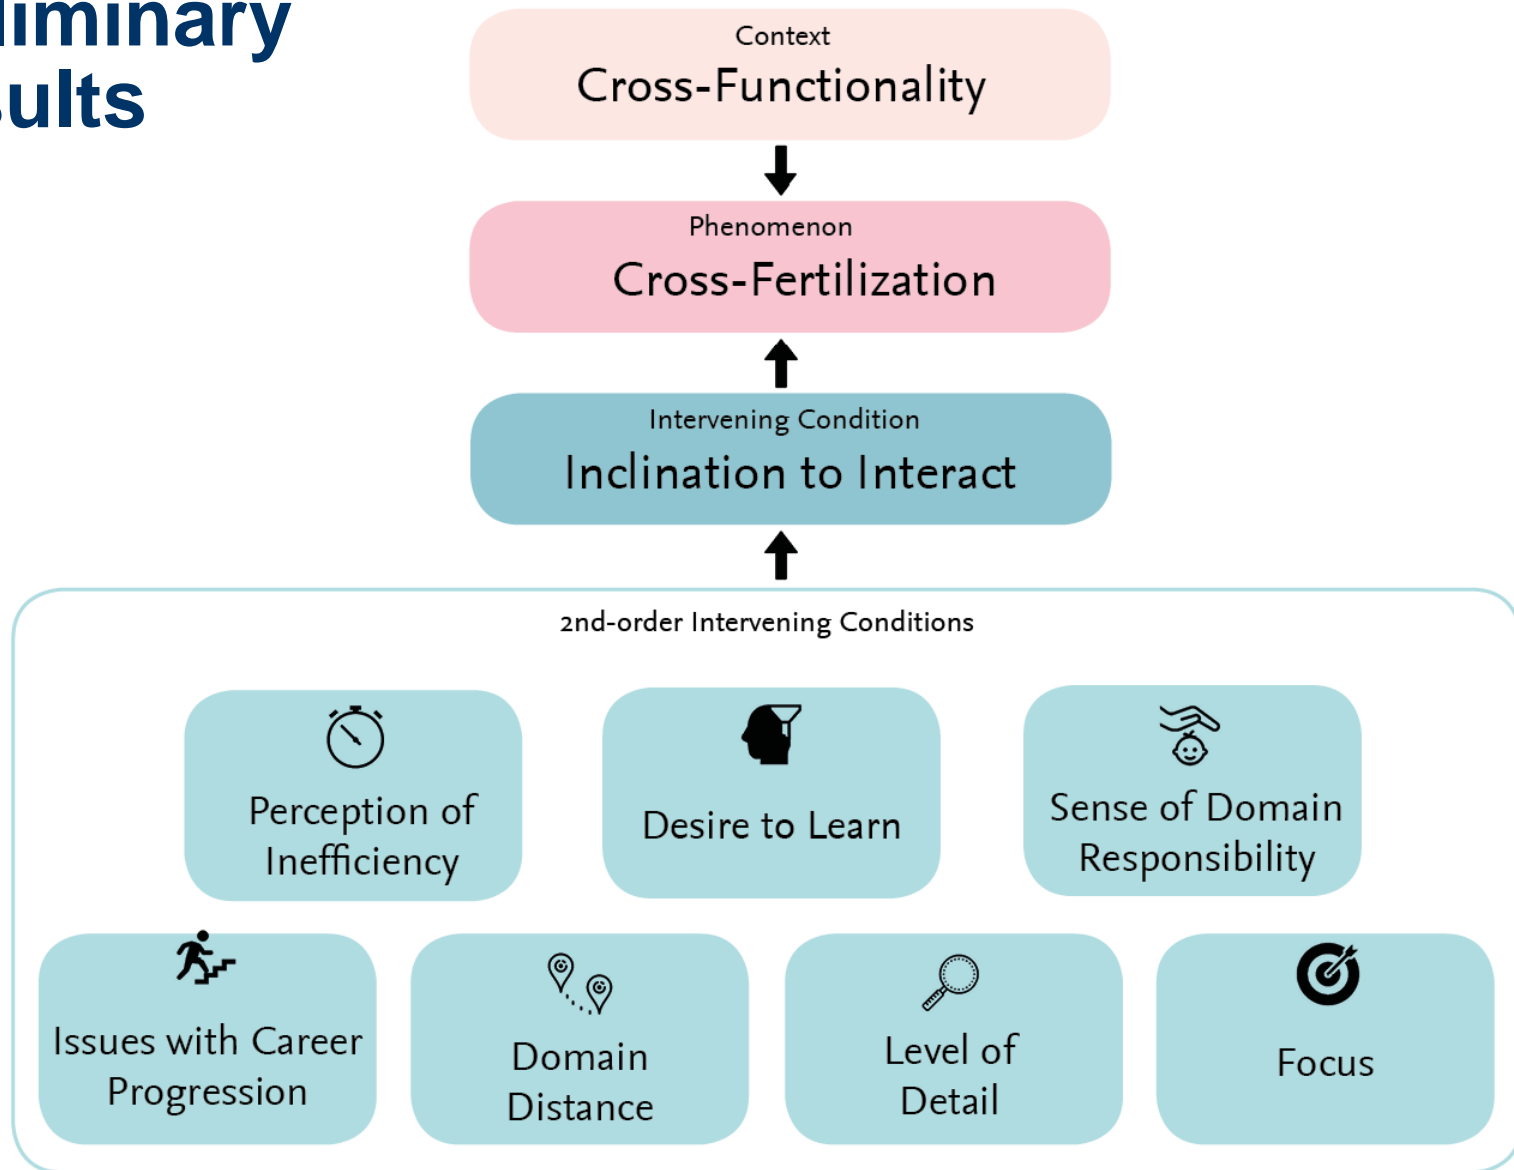 liminary
sults
Context
Cross-Functionality
Phenomenon
Cross-Fertilization
Intervening Condition
Inclination to Interact
2nd-order Intervening Conditions
Perception of
Inefficiency
Desire to Learn
Sense of Domain
Responsibility
Issues with Career
Progression
Domain
Distance
Level of
Detail
Focus